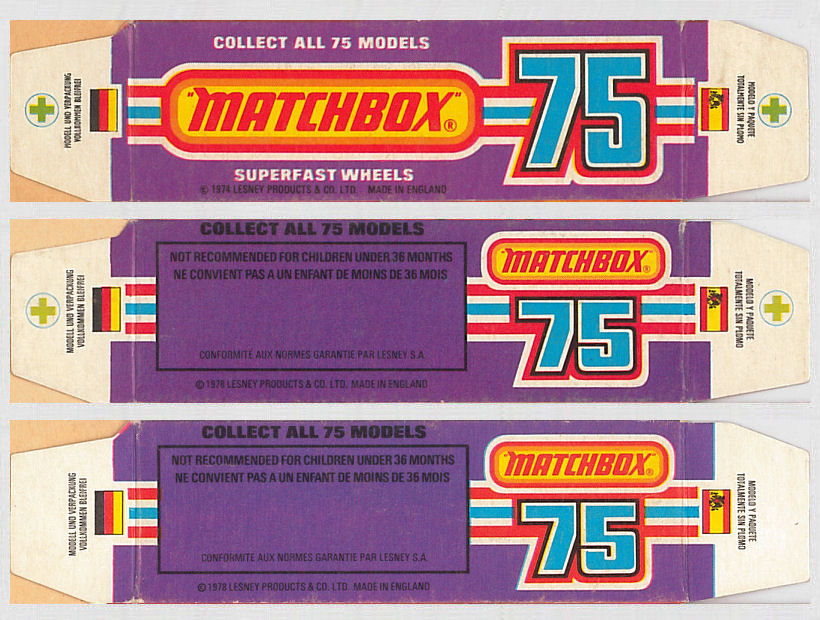 COLLECT ALL 75 MODELS
MODELL UND VERPACKUNG
VOLLKOMMEN BLEIFREI
"MATCHBOX"®
75
MODELO Y PAQUETE
TOTALMENTE SIN PLOMO
SUPERFAST WHEELS
© 1974 LESNEY PRODUCTS & CO. LTD. MADE IN ENGLAND
COLLECT ALL 75 MODELS
NOT RECOMMENDED FOR CHILDREN UNDER 36 MONTHS
NE CONVIENT PAS A UN ENFANT DE MOINS DE 36 MOIS
MODELL UND VERPACKUNG
VOLLKOMMEN BLEIFREI
"MATCHBOX"®
75
MODELO Y PAQUETE
TOTALMENTE SIN PLOMO
CONFORMITÉ AUX NORMES GARANTIE PAR LESNEY S.A.
© 1978 LESNEY PRODUCTS & CO. LTD. MADE IN ENGLAND
COLLECT ALL 75 MODELS
NOT RECOMMENDED FOR CHILDREN UNDER 36 MONTHS
NE CONVIENT PAS A UN ENFANT DE MOINS DE 36 MOIS
MODELL UND VERPACKUNG
VOLLKOMMEN BLEIFREI
"MATCHBOX"®
75
MODELO Y PAQUETE
TOTALMENTE SIN PLOMO
CONFORMITE AUX NORMES GARANTIE PAR LESNEY S.A.
© 1978 LESNEY PRODUCTS & CO. LTD. MADE IN ENGLAND